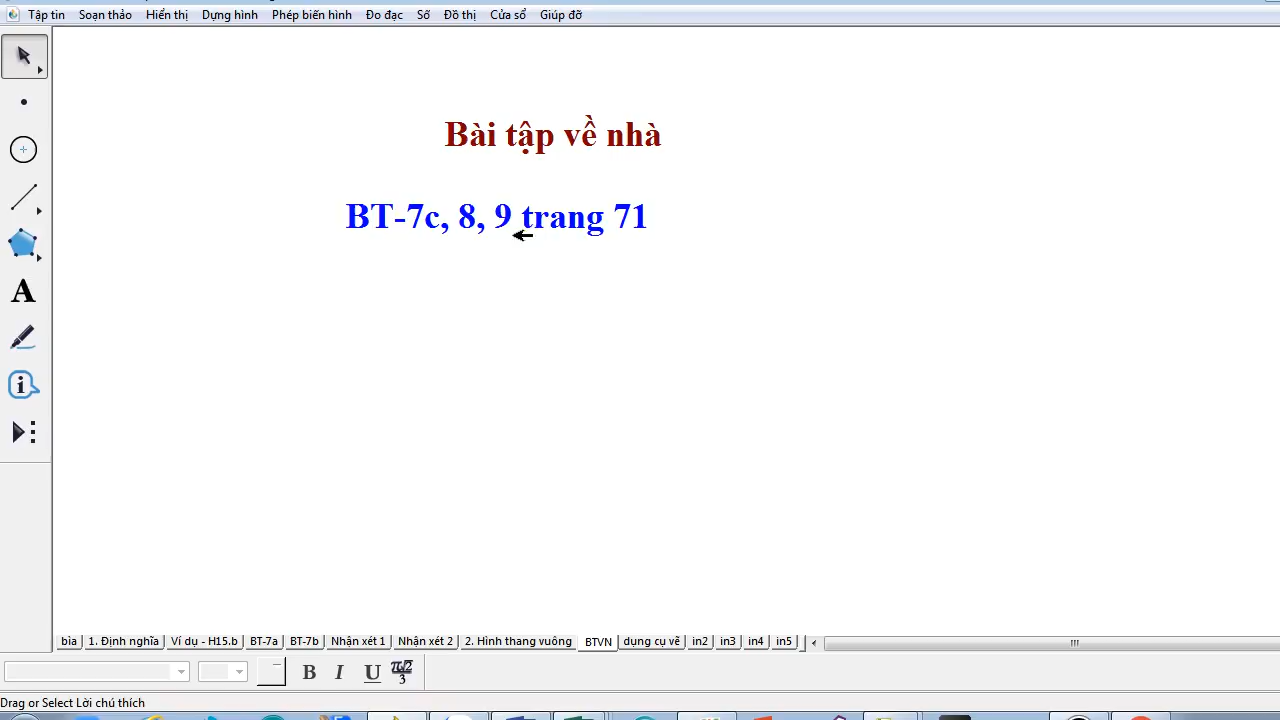 Tập tin Soạn thảo Hiển thị Dựng hình Phép biến hình Đo đạc Số Đồ thị Cửa sổ Giúp đỡ
Bài tập về nhà
BT-7c, 8, 9 trang 71
A
bìa 1. Định nghĩa Ví dụ - H15.b BT-7a BT-7b Nhận xét 1 Nhận xét 2 2. Hình thang vuông BTVN dụng cụ vẽ in2 in3 in4 in5
B I U π√2/3
Drag or Select Lời chú thích